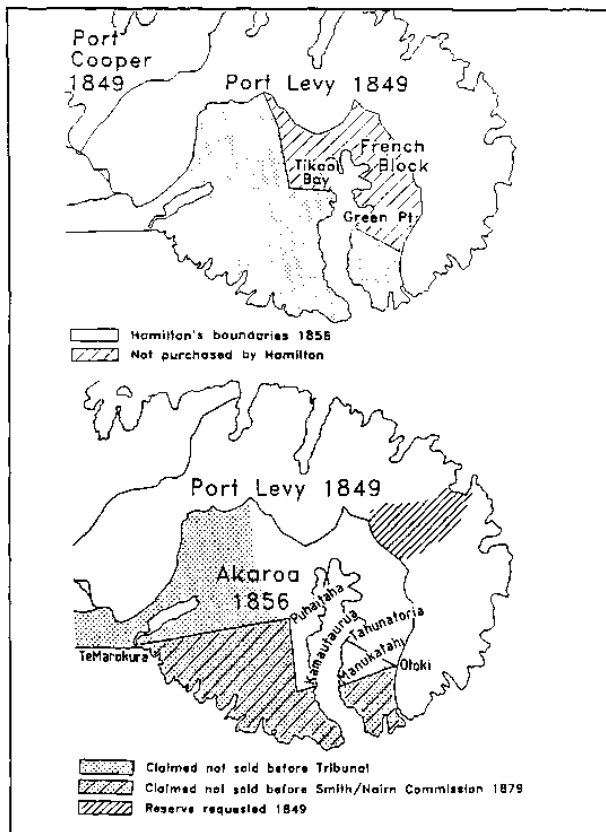 Port
Cooper
1849
Port Levy 1849
French
Block
Tikaoi
Bay
Green Pt.
Hamilton's boundaries 1856
Not purchased by Hamilton
Port Levy 1849
Akaroa
1856
Puhaitaha
Kamautaurua
Tahunatoria
Manukatahi
Otoki
TeMarokura
Claimed not sold before Tribunal
Claimed not sold before Smith/Nairn Commission 1879
Reserve requested 1849